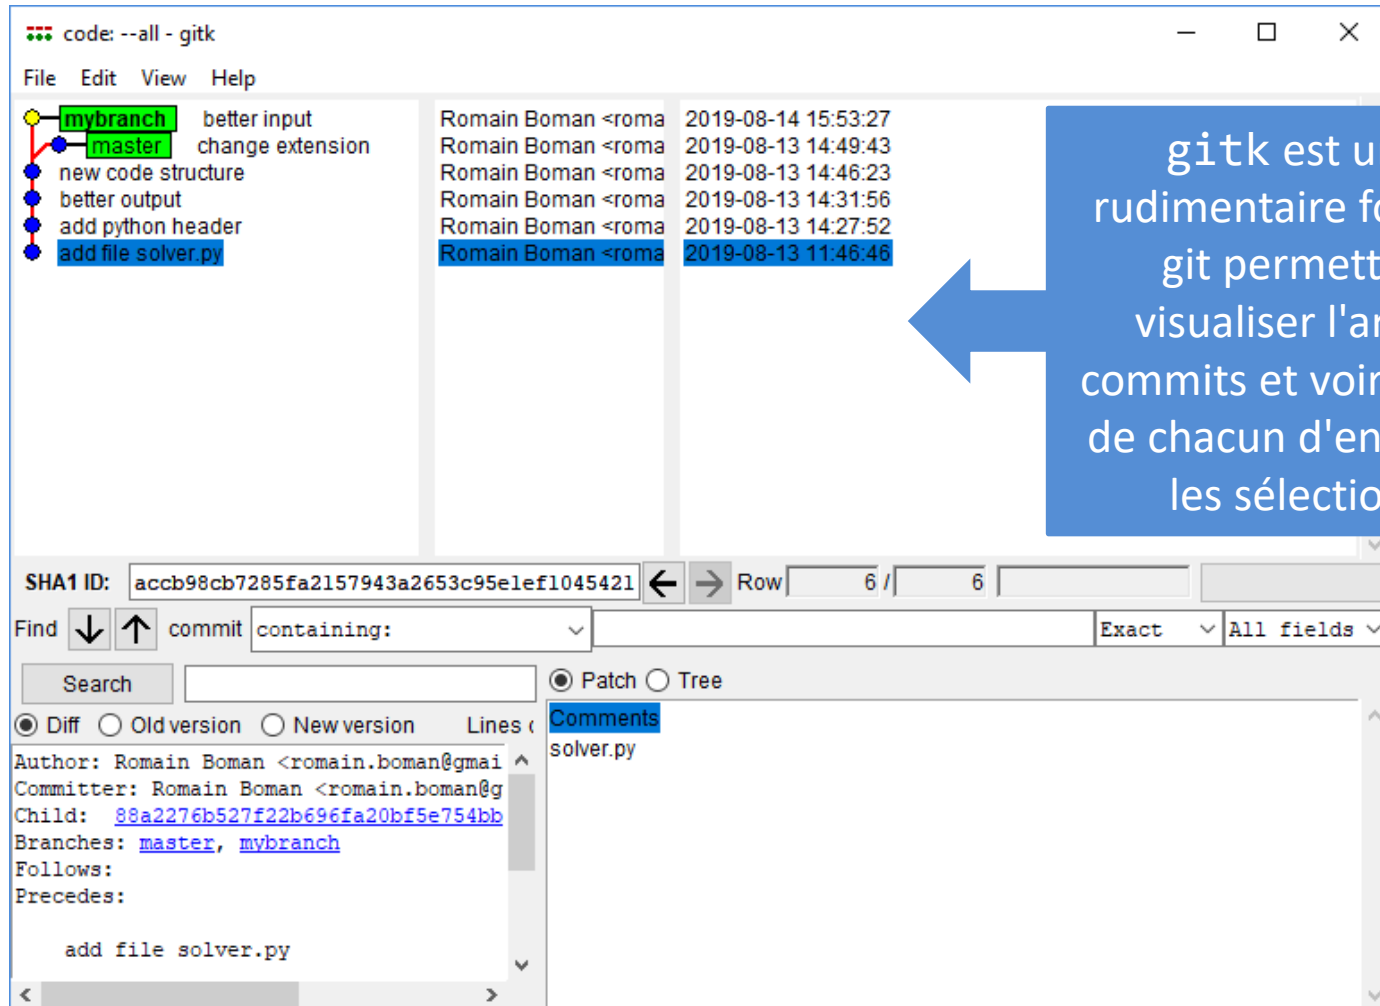 code: --all - gitk
File Edit View Help
mybranch better input Romain Boman <roma 2019-08-14 15:53:27
master change extension Romain Boman <roma 2019-08-13 14:49:43
new code structure Romain Boman <roma 2019-08-13 14:46:23
better output Romain Boman <roma 2019-08-13 14:31:56
add python header Romain Boman <roma 2019-08-13 14:27:52
add file solver.py Romain Boman <roma 2019-08-13 11:46:46
gitk est u
rudimentaire fo
git permett
visualiser l'ar
commits et voir
de chacun d'en
les sélectio
SHA1 ID: accb98cb7285fa2157943a2653c95e1ef1045421 Row 6 / 6
Find commit containing: Exact All fields
Search
Patch Tree
Diff Old version New version Lines
Comments
solver.py
Author: Romain Boman <romain.boman@gmai
Committer: Romain Boman <romain.boman@g
Child: 88a2276b527f22b696fa20bf5e754bb
Branches: master, mybranch
Follows:
Precedes:
add file solver.py